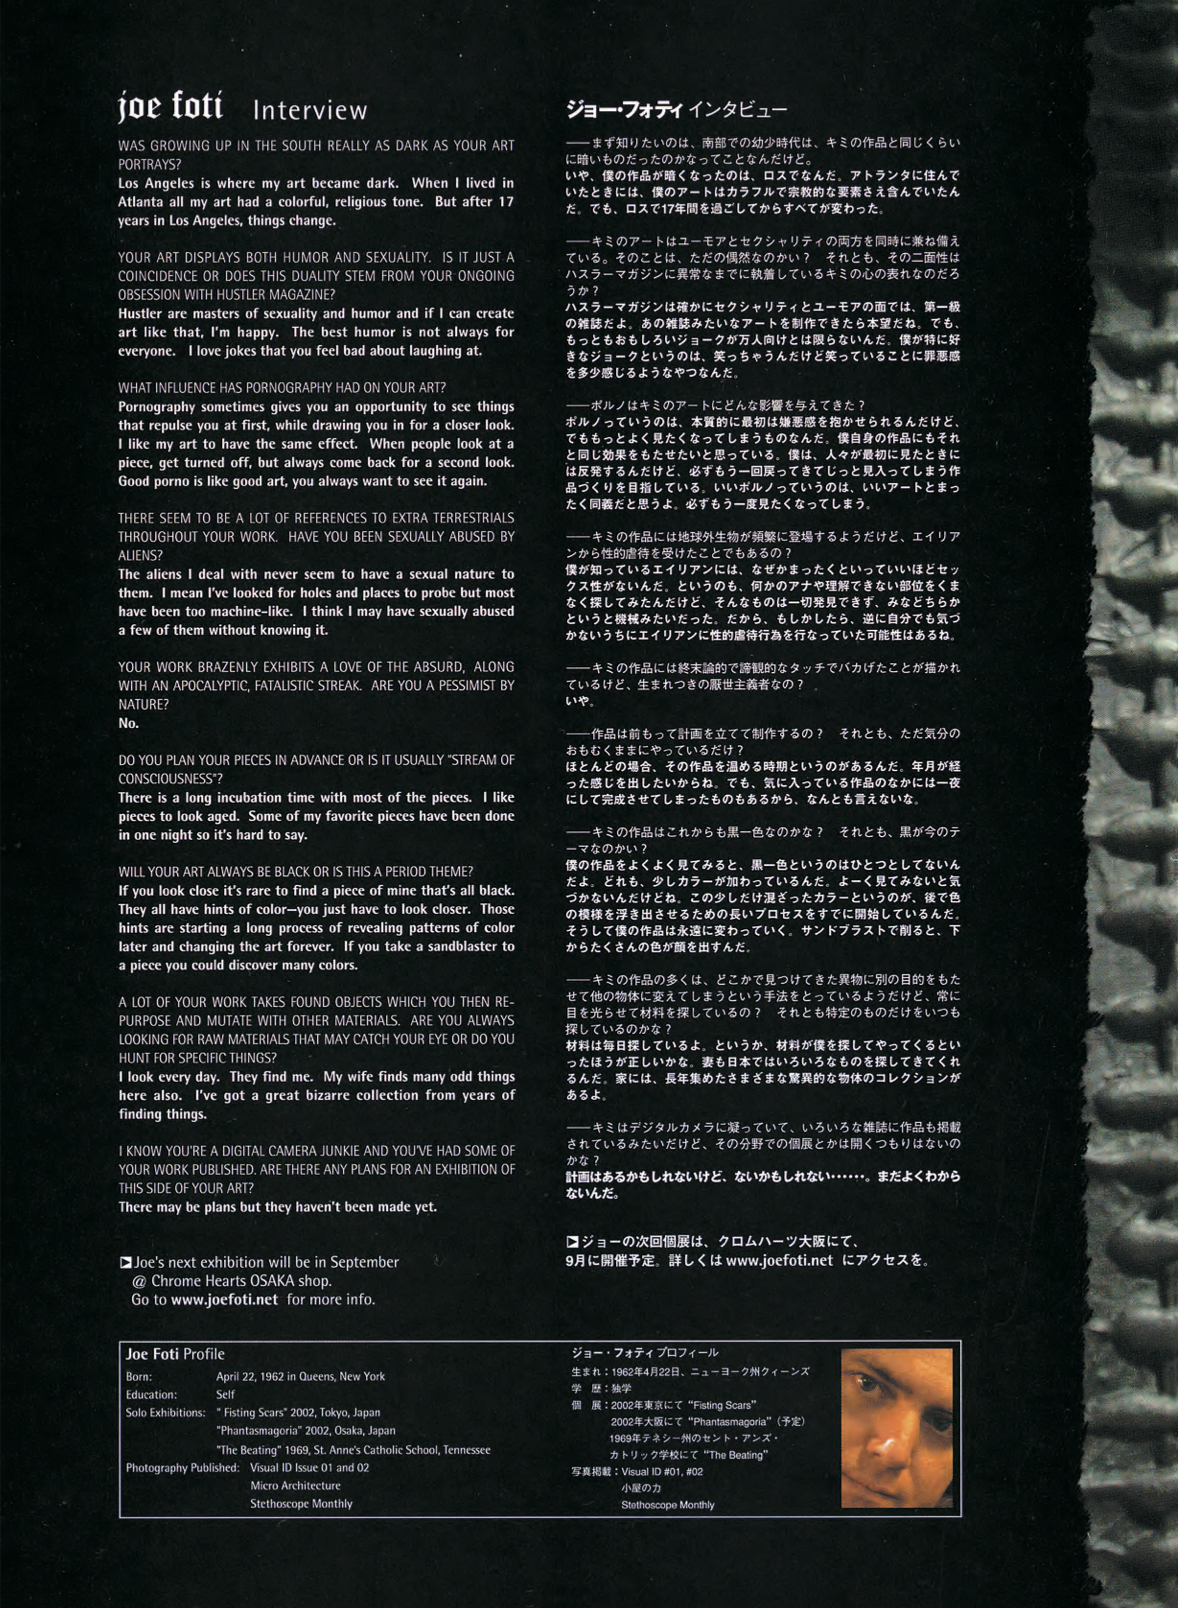 joe foti Interview
WAS GROWING UP IN THE SOUTH REALLY AS DARK AS YOUR ART
PORTRAYS?
Los Angeles is where my art became dark. When I lived in
Atlanta all my art had a colorful, religious tone. But after 17
years in Los Angeles, things change.
YOUR ART DISPLAYS BOTH HUMOR AND SEXUALITY. IS IT JUST A
COINCIDENCE OR DOES THIS DUALITY STEM FROM YOUR ONGOING
OBSESSION WITH HUSTLER MAGAZINE?
Hustler are masters of sexuality and humor and if I can create
art like that, I'm happy. The best humor is not always for
everyone. I love jokes that you feel bad about laughing at.
WHAT INFLUENCE HAS PORNOGRAPHY HAD ON YOUR ART?
Pornography sometimes gives you an opportunity to see things
that repulse you at first, while drawing you in for a closer look.
I like my art to have the same effect. When people look at a
piece, get turned off, but always come back for a second look.
Good porno is like good art, you always want to see it again.
THERE SEEM TO BE A LOT OF REFERENCES TO EXTRA TERRESTRIALS
THROUGHOUT YOUR WORK. HAVE YOU BEEN SEXUALLY ABUSED BY
ALIENS?
The aliens I deal with never seem to have a sexual nature to
them. I mean I've looked for holes and places to probe but most
have been too machine-like. I think I may have sexually abused
a few of them without knowing it.
YOUR WORK BRAZENLY EXHIBITS A LOVE OF THE ABSURD, ALONG
WITH AN APOCALYPTIC, FATALISTIC STREAK. ARE YOU A PESSIMIST BY
NATURE?
No.
DO YOU PLAN YOUR PIECES IN ADVANCE OR IS IT USUALLY "STREAM OF
CONSCIOUSNESS"?
There is a long incubation time with most of the pieces. I like
pieces to look aged. Some of my favorite pieces have been done
in one night so it's hard to say.
WILL YOUR ART ALWAYS BE BLACK OR IS THIS A PERIOD THEME?
If you look close it's rare to find a piece of mine that's all black.
They all have hints of color—you just have to look closer. Those
hints are starting a long process of revealing patterns of color
later and changing the art forever. If you take a sandblaster to
a piece you could discover many colors.
A LOT OF YOUR WORK TAKES FOUND OBJECTS WHICH YOU THEN RE-
PURPOSE AND MUTATE WITH OTHER MATERIALS. ARE YOU ALWAYS
LOOKING FOR RAW MATERIALS THAT MAY CATCH YOUR EYE OR DO YOU
HUNT FOR SPECIFIC THINGS?
I look every day. They find me. My wife finds many odd things
here also. I've got a great bizarre collection from years of
finding things.
I KNOW YOU'RE A DIGITAL CAMERA JUNKIE AND YOU'VE HAD SOME OF
YOUR WORK PUBLISHED. ARE THERE ANY PLANS FOR AN EXHIBITION OF
THIS SIDE OF YOUR ART?
There may be plans but they haven't been made yet.
Joe's next exhibition will be in September
@ Chrome Hearts OSAKA shop.
Go to www.joefoti.net for more info.
ジョー・フォティ インタビュー
──まず知りたいのは、南部での幼少時代は、キミの作品と同じくらい
に暗いものだったのかなってことなんだけど。
いや、僕の作品が暗くなったのは、ロスでなんだ。アトランタに住んで
いたときには、僕のアートはカラフルで宗教的な要素さえ含んでいたん
だ。でも、ロスで17年間を過ごしてからすべてが変わった。
──キミのアートはユーモアとセクシャリティの両方を同時に兼ね備え
ている。そのことは、ただの偶然なのかい？ それとも、その二面性は
ハスラーマガジンに異常なまでに執着しているキミの心の表れなのだろ
うか？
ハスラーマガジンは確かにセクシャリティとユーモアの面では、第一級
の雑誌だよ。あの雑誌みたいなアートを制作できたら本望だね。でも、
もっともおもしろいジョークが万人向けとは限らないんだ。僕が特に好
きなジョークというのは、笑っちゃうんだけど笑っていることに罪悪感
を多少感じるようなやつなんだ。
──ポルノはキミのアートにどんな影響を与えてきた？
ポルノっていうのは、本質的に最初は嫌悪感を抱かせられるんだけど、
でももっとよく見たくなってしまうものなんだ。僕自身の作品にもそれ
と同じ効果をもたせたいと思っている。僕は、人々が最初に見たときに
は反発するんだけど、必ずもう一回戻ってきてじっと見入ってしまう作
品づくりを目指している。いいポルノっていうのは、いいアートとまっ
たく同義だと思うよ。必ずもう一度見たくなってしまう。
──キミの作品には地球外生物が頻繁に登場するようだけど、エイリア
ンから性的虐待を受けたことでもあるの？
僕が知っているエイリアンには、なぜかまったくといっていいほどセッ
クス性がないんだ。というのも、何かのアナや理解できない部位をくま
なく探してみたんだけど、そんなものは一切発見できず、みなどちらか
というと機械みたいだった。だから、もしかしたら、逆に自分でも気づ
かないうちにエイリアンに性的虐待行為を行なっていた可能性はあるね。
──キミの作品には終末論的で諦観的なタッチでバカげたことが描かれ
ているけど、生まれつきの厭世主義者なの？
いや。
──作品は前もって計画を立てて制作するの？ それとも、ただ気分の
おもむくままにやっているだけ？
ほとんどの場合、その作品を温める時期というのがあるんだ。年月が経
った感じを出したいからね。でも、気に入っている作品のなかには一夜
にして完成させてしまったものもあるから、なんとも言えないな。
──キミの作品はこれからも黒一色なのかな？ それとも、黒が今のテ
ーマなのかい？
僕の作品をよくよく見てみると、黒一色というのはひとつとしてないん
だよ。どれも、少しカラーが加わっているんだ。よーく見てみないと気
づかないんだけどね。この少しだけ混ざったカラーというのが、後で色
の模様を浮き出させるための長いプロセスをすでに開始しているんだ。
そうして僕の作品は永遠に変わっていく。サンドブラストで削ると、下
からたくさんの色が顔を出すんだ。
──キミの作品の多くは、どこかで見つけてきた異物に別の目的をもた
せて他の物体に変えてしまうという手法をとっているようだけど、常に
目を光らせて材料を探しているの？ それとも特定のものだけをいつも
探しているのかな？
材料は毎日探しているよ。というか、材料が僕を探してやってくるとい
ったほうが正しいかな。妻も日本ではいろいろなものを探してきてくれ
るんだ。家には、長年集めたさまざまな驚異的な物体のコレクションが
あるよ。
──キミはデジタルカメラに凝っていて、いろいろな雑誌に作品も掲載
されているみたいだけど、その分野での個展とかは開くつもりはないの
かな？
計画はあるかもしれないけど、ないかもしれない……。まだよくわから
ないんだ。
ジョーの次回個展は、クロムハーツ大阪にて、
9月に開催予定。詳しくは www.joefoti.net にアクセスを。
Joe Foti Profile
Born: April 22, 1962 in Queens, New York
Education: Self
Solo Exhibitions: " Fisting Scars" 2002, Tokyo, Japan
"Phantasmagoria" 2002, Osaka, Japan
"The Beating" 1969, St. Anne's Catholic School, Tennessee
Photography Published: Visual ID Issue 01 and 02
Micro Architecture
Stethoscope Monthly
ジョー・フォティ プロフィール
生まれ：1962年4月22日、ニューヨーク州クィーンズ
学 歴：独学
個 展：2002年東京にて “Fisting Scars”
2002年大阪にて “Phantasmagoria”（予定）
1969年テネシー州のセント・アンズ・
カトリック学校にて “The Beating”
写真掲載：Visual ID #01, #02
小屋の力
Stethoscope Monthly